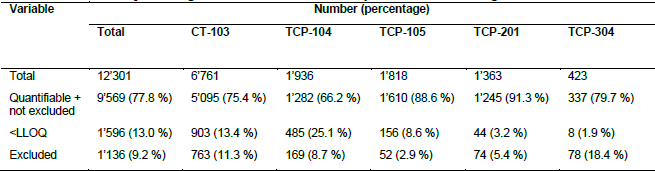 Variable Number (percentage)
Total CT-103 TCP-104 TCP-105 TCP-201 TCP-304
Total 12'301 6'761 1'936 1'818 1'363 423
Quantifiable + 9'569 (77.8 %) 5'095 (75.4 %) 1'282 (66.2 %) 1'610 (88.6 %) 1'245 (91.3 %) 337 (79.7 %)
not excluded
<LLOQ 1'596 (13.0 %) 903 (13.4 %) 485 (25.1 %) 156 (8.6 %) 44 (3.2 %) 8 (1.9 %)
Excluded 1'136 (9.2 %) 763 (11.3 %) 169 (8.7 %) 52 (2.9 %) 74 (5.4 %) 78 (18.4 %)